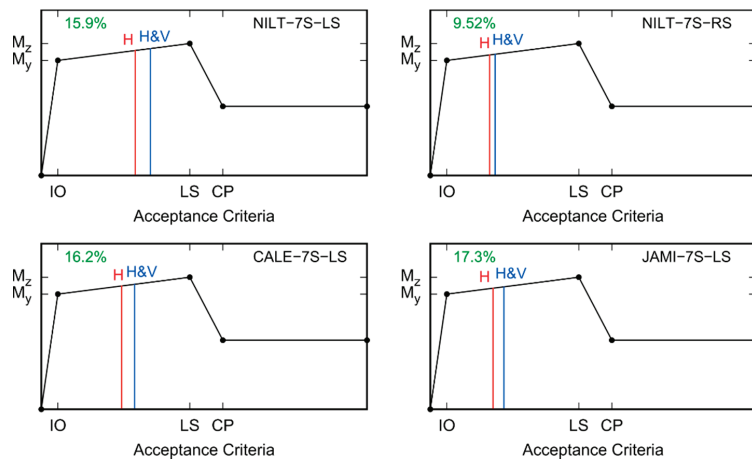 15.9%
NILT−7S−LS
H
H&V
Mz
My
IO
LS
CP
Acceptance Criteria
9.52%
NILT−7S−RS
H
H&V
Mz
My
IO
LS
CP
Acceptance Criteria
16.2%
CALE−7S−LS
H
H&V
Mz
My
IO
LS
CP
Acceptance Criteria
17.3%
JAMI−7S−LS
H
H&V
Mz
My
IO
LS
CP
Acceptance Criteria